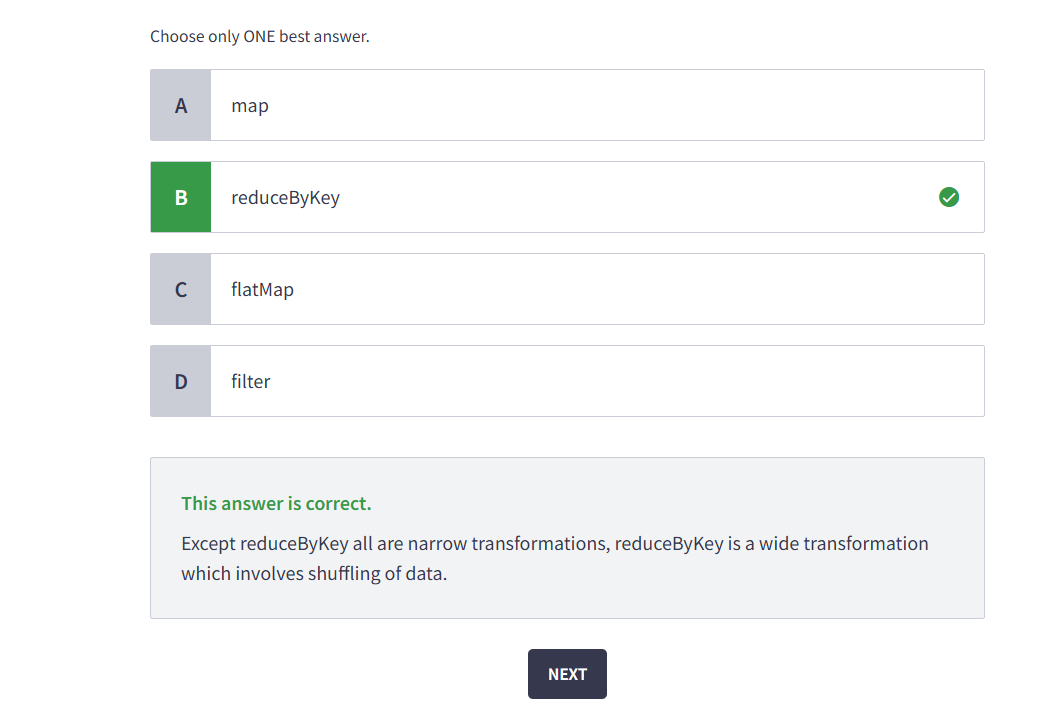 Choose only ONE best answer.
A map
B reduceByKey
C flatMap
D filter
This answer is correct.
Except reduceByKey all are narrow transformations, reduceByKey is a wide transformation
which involves shuffling of data.
NEXT